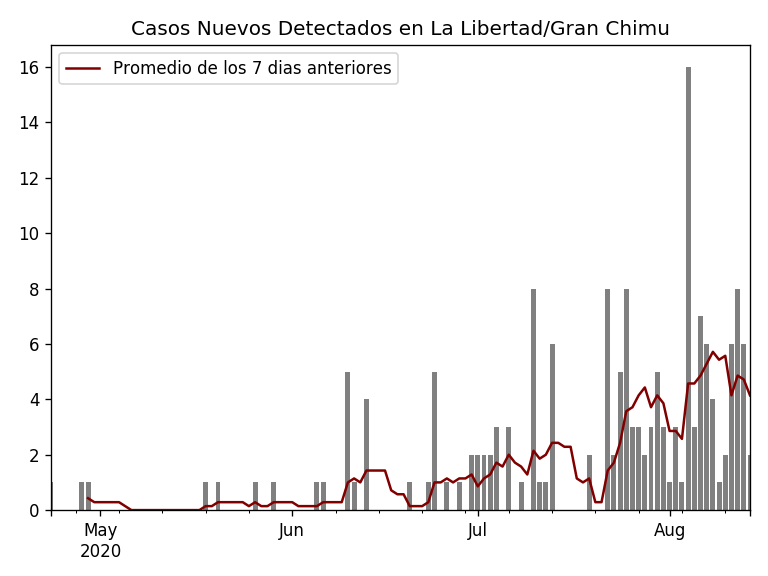 Casos Nuevos Detectados en La Libertad/Gran Chimu
Promedio de los 7 dias anteriores
16
14
12
10
8
6
4
2
0
May
2020
Jun
Jul
Aug